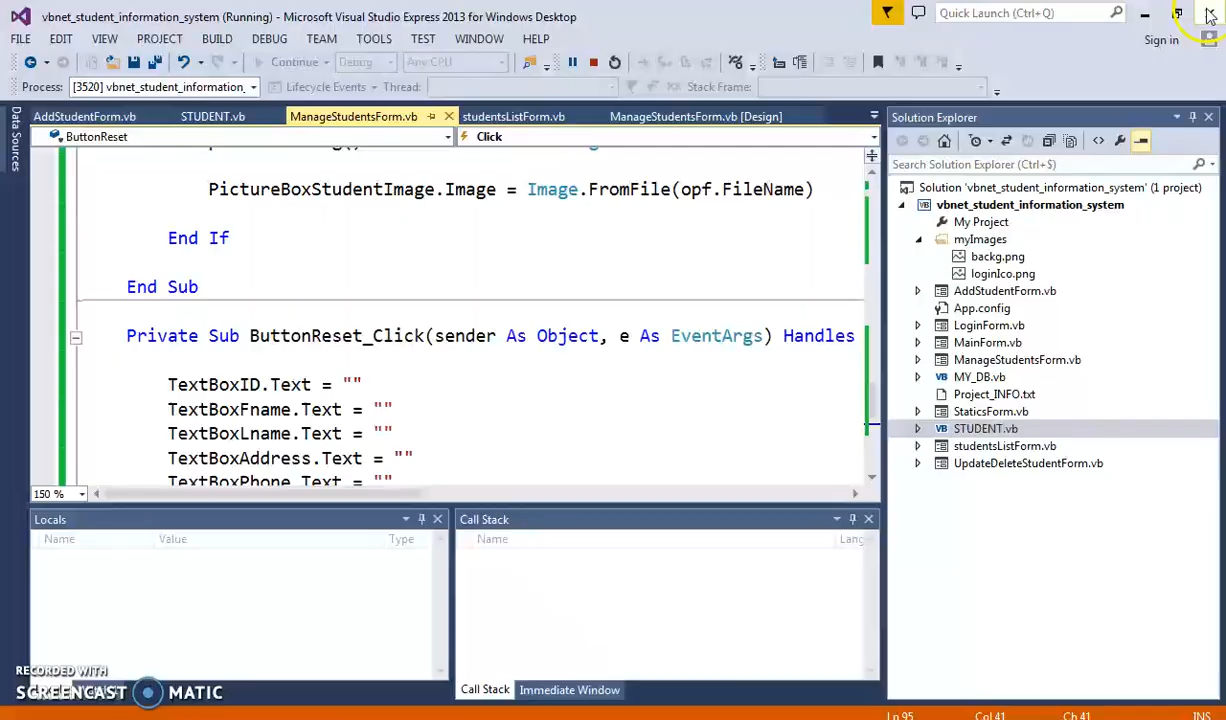 vbnet_student_information_system (Running) - Microsoft Visual Studio Express 2013 for Windows Desktop
Quick Launch (Ctrl+Q)
FILE EDIT VIEW PROJECT BUILD DEBUG TEAM TOOLS TEST WINDOW HELP
Sign in
Continue Debug Any CPU
Process: [3520] vbnet_student_information_ Lifecycle Events Thread: Stack Frame:
Data Sources
AddStudentForm.vb STUDENT.vb ManageStudentsForm.vb studentsListForm.vb ManageStudentsForm.vb [Design]
ButtonReset Click
PictureBoxStudentImage.Image = Image.FromFile(opf.FileName)
End If
End Sub
Private Sub ButtonReset_Click(sender As Object, e As EventArgs) Handles
TextBoxID.Text = ""
TextBoxFname.Text = ""
TextBoxLname.Text = ""
TextBoxAddress.Text = ""
TextBoxPhone.Text = ""
150 %
Solution Explorer
Search Solution Explorer (Ctrl+$)
Solution 'vbnet_student_information_system' (1 project)
vbnet_student_information_system
My Project
myImages
backg.png
loginIco.png
AddStudentForm.vb
App.config
LoginForm.vb
MainForm.vb
ManageStudentsForm.vb
MY_DB.vb
Project_INFO.txt
StaticsForm.vb
STUDENT.vb
studentsListForm.vb
UpdateDeleteStudentForm.vb
Locals
Name Value Type
Call Stack
Name Lang
Call Stack Immediate Window
RECORDED WITH
SCREENCAST MATIC
Ln 95 Col 41 Ch 41 INS